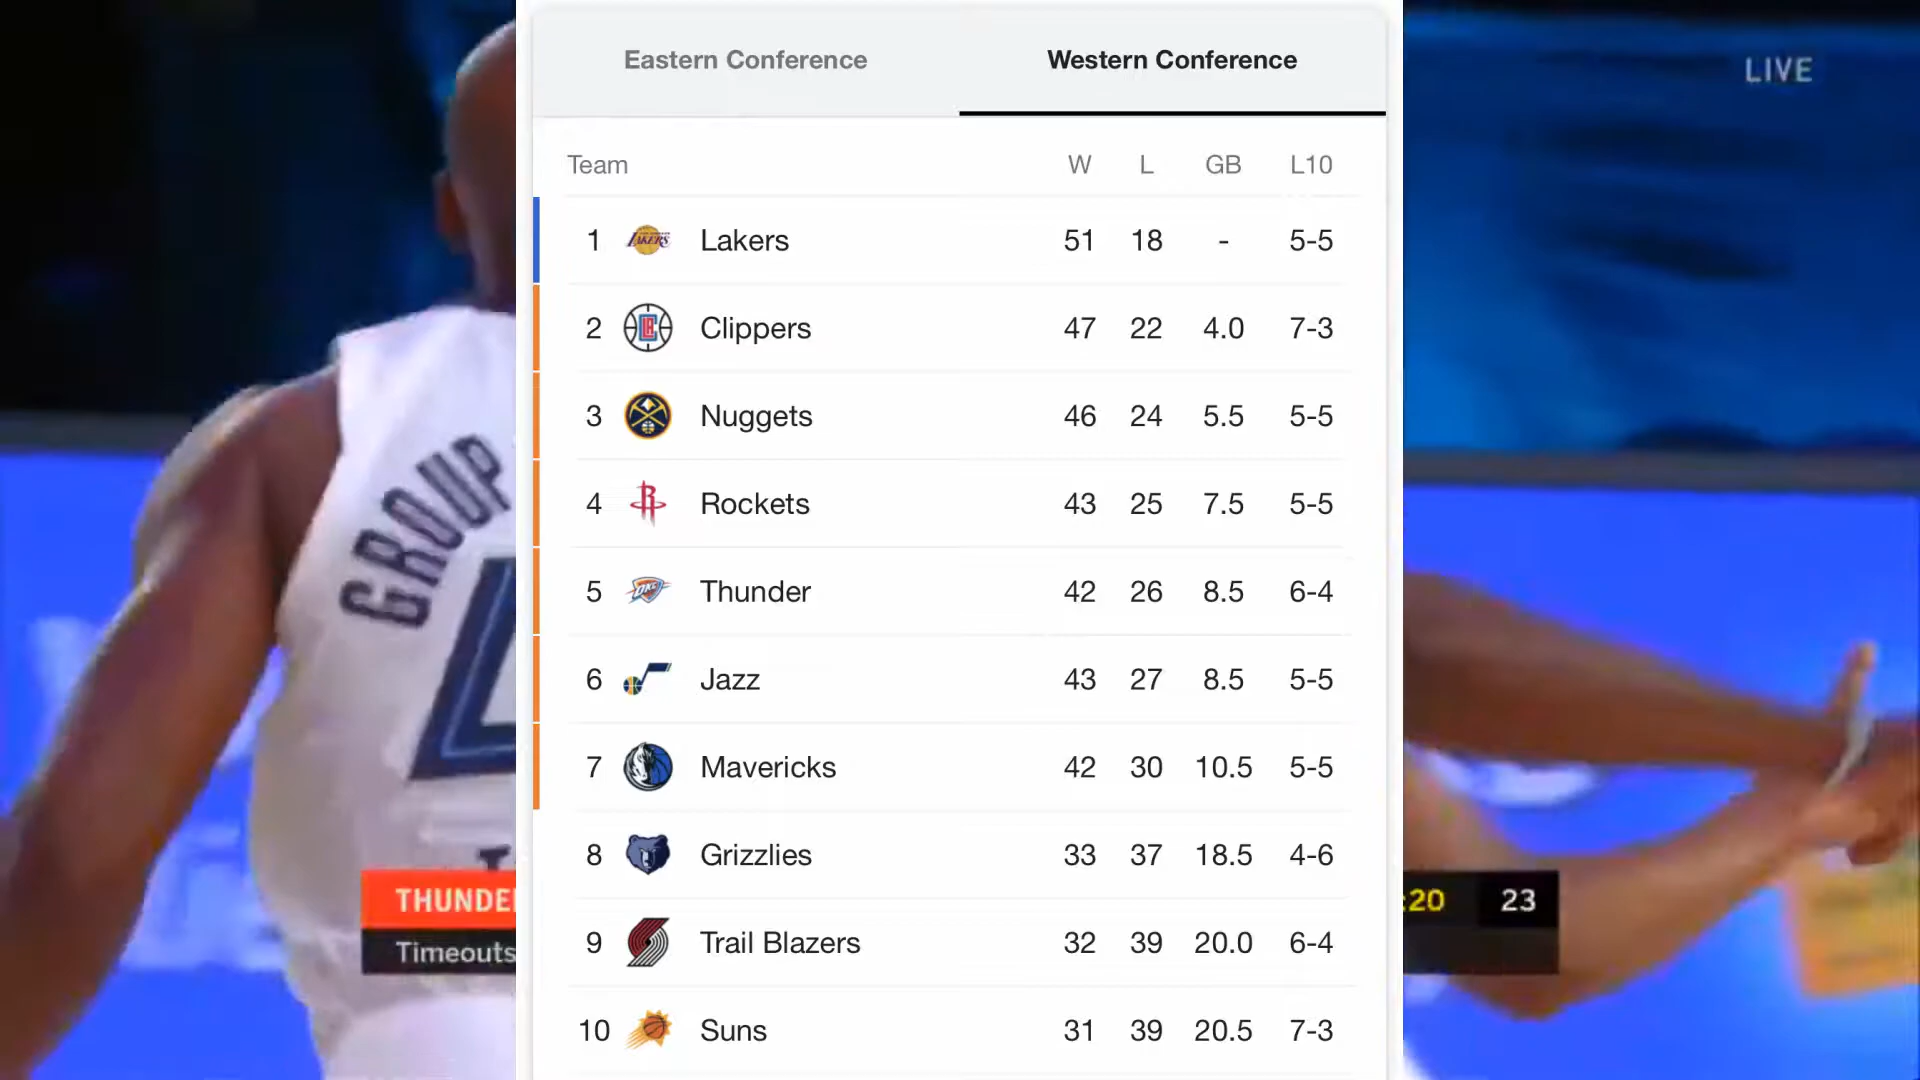 Eastern Conference Western Conference
LIVE
Team W L GB L10
1 LAKERS Lakers 51 18 - 5-5
2 Clippers 47 22 4.0 7-3
3 Nuggets 46 24 5.5 5-5
4 Rockets 43 25 7.5 5-5
GROUP
5 OKC Thunder 42 26 8.5 6-4
6 Jazz 43 27 8.5 5-5
7 Mavericks 42 30 10.5 5-5
8 Grizzlies 33 37 18.5 4-6
THUNDE
:20 23
9 Trail Blazers 32 39 20.0 6-4
Timeouts
10 Suns 31 39 20.5 7-3